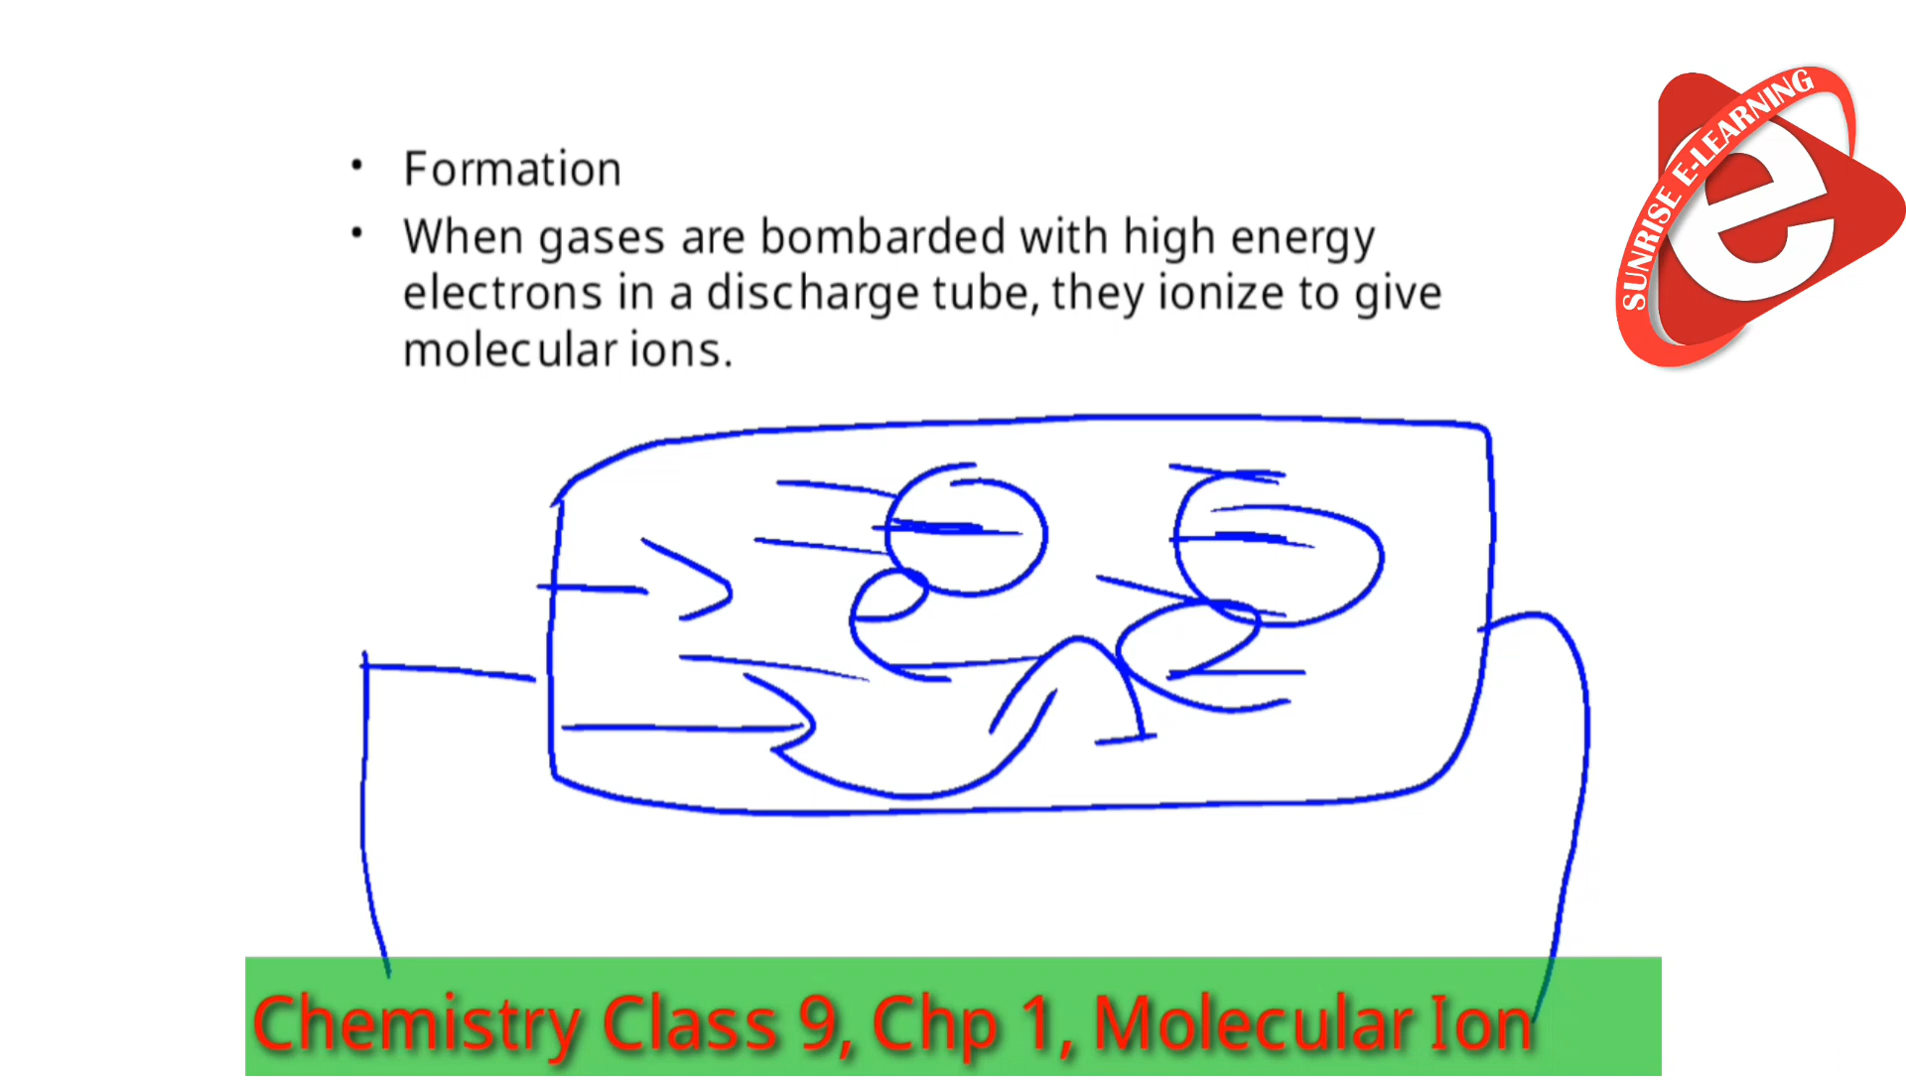 SUNRISE E-LEARNING
e
• Formation
• When gases are bombarded with high energy
electrons in a discharge tube, they ionize to give
molecular ions.
Chemistry Class 9, Chp 1, Molecular Ion